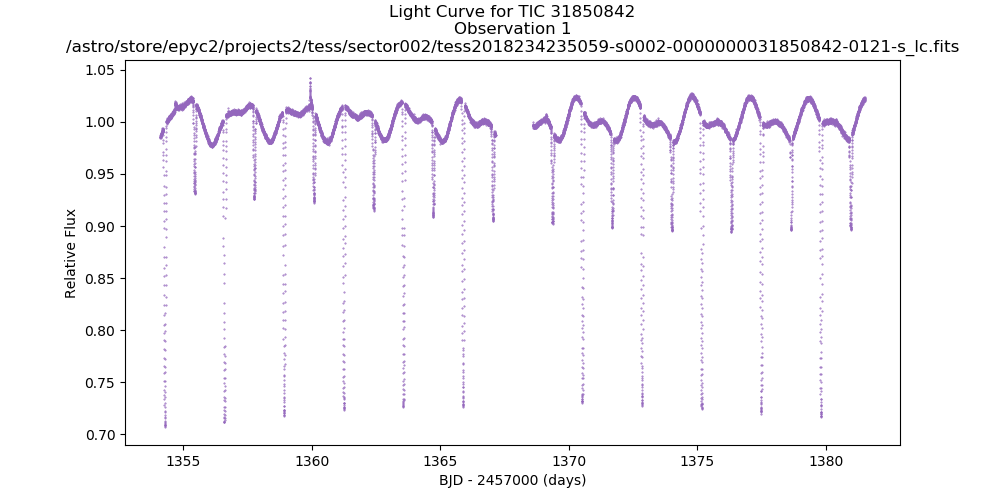 Light Curve for TIC 31850842
Observation 1
/astro/store/epyc2/projects2/tess/sector002/tess2018234235059-s0002-0000000031850842-0121-s_lc.fits
1.05
1.00
0.95
0.90
0.85
0.80
0.75
0.70
Relative Flux
1355
1360
1365
1370
1375
1380
BJD - 2457000 (days)